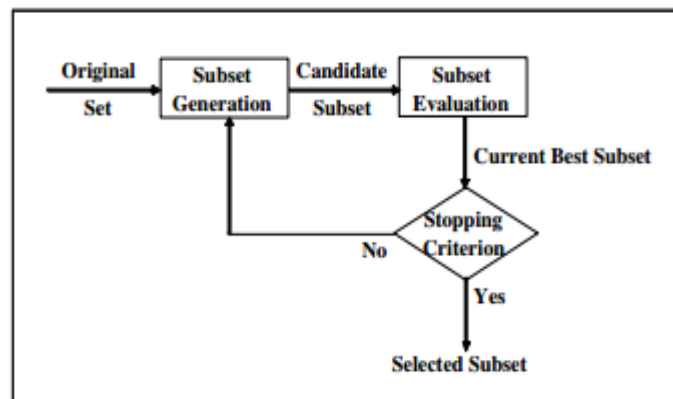 Original
Set
Subset
Generation
Candidate
Subset
Subset
Evaluation
Current Best Subset
Stopping
Criterion
No
Yes
Selected Subset